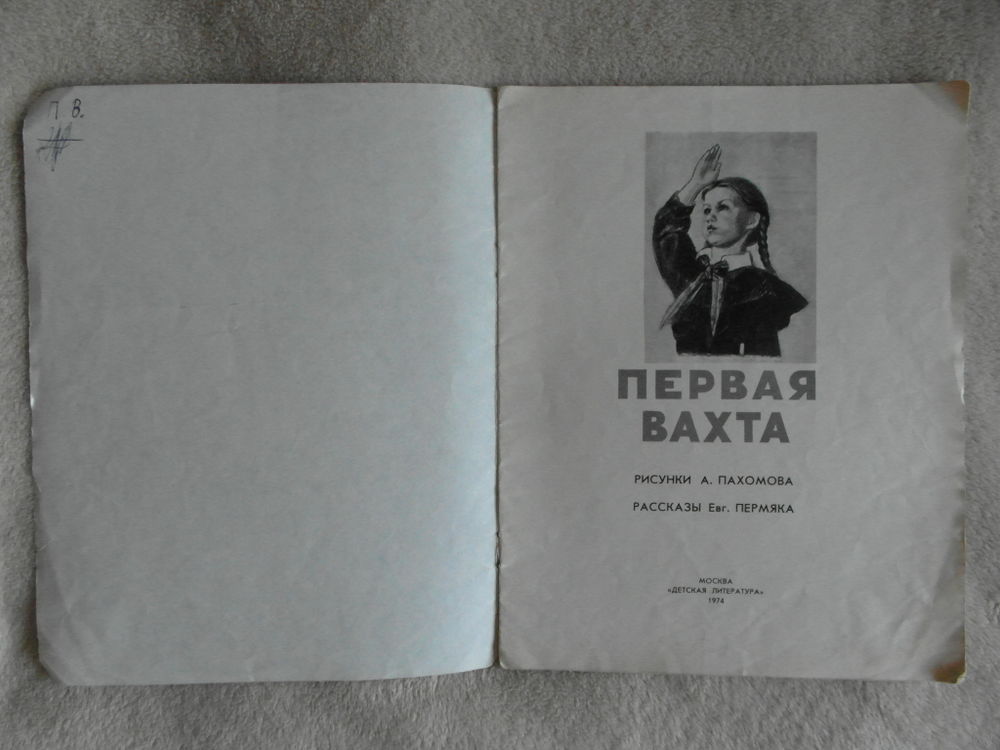 П В.
ПЕРВАЯ
ВАХТА
РИСУНКИ А. ПАХОМОВА
РАССКАЗЫ Евг. ПЕРМЯКА
МОСКВА
«ДЕТСКАЯ ЛИТЕРАТУРА»
1974